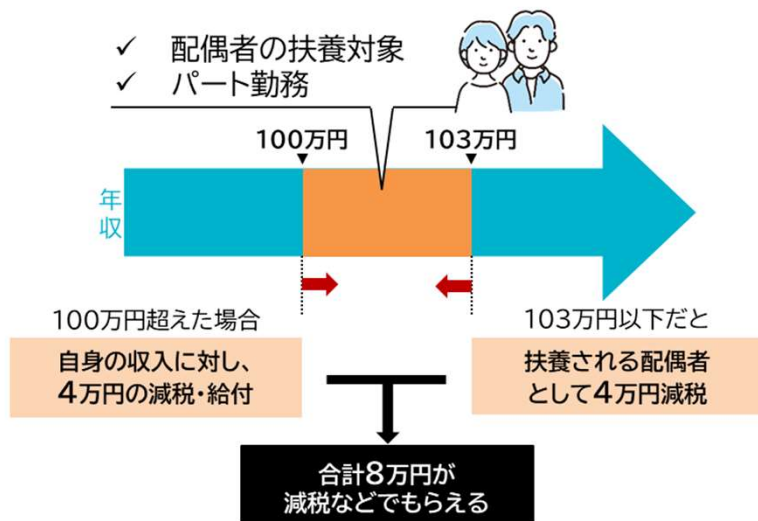 ✓ 配偶者の扶養対象
✓ パート勤務
100万円
103万円
年収
100万円超えた場合
自身の収入に対し、
4万円の減税・給付
103万円以下だと
扶養される配偶者
として4万円減税
合計8万円が
減税などでもらえる